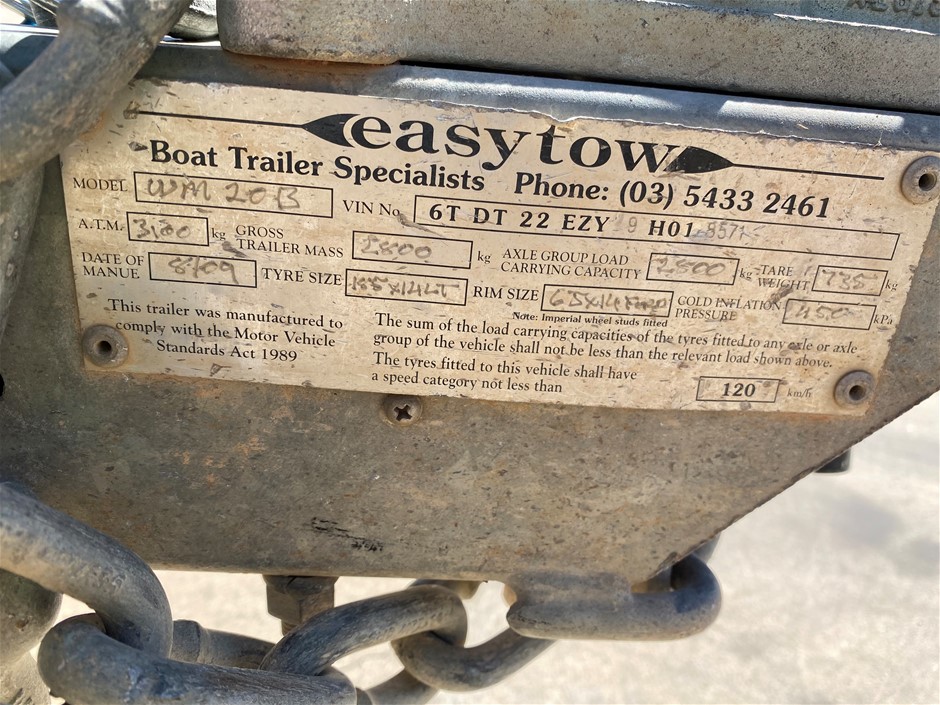 easytow
Boat Trailer Specialists Phone: (03) 5433 2461
MODEL WM 20B VIN No. 6T DT 22 EZY 9 H01
A.T.M. kg GROSS TRAILER MASS 2800 kg AXLE GROUP LOAD CARRYING CAPACITY 2800 kg TARE WEIGHT 735 kg
DATE OF MANUF. 8/09 TYRE SIZE RIM SIZE COLD INFLATION PRESSURE 450 kPa
Note: Imperial wheel studs fitted
This trailer was manufactured to
comply with the Motor Vehicle
Standards Act 1989
The sum of the load carrying capacities of the tyres fitted to any axle or axle
group of the vehicle shall not be less than the relevant load shown above.
The tyres fitted to this vehicle shall have
a speed category not less than 120 km/h